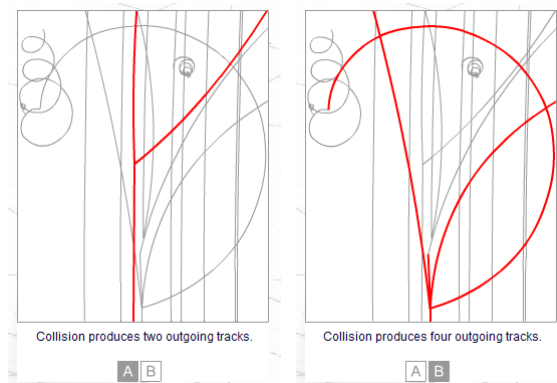 Collision produces two outgoing tracks.
A B
Collision produces four outgoing tracks.
A B